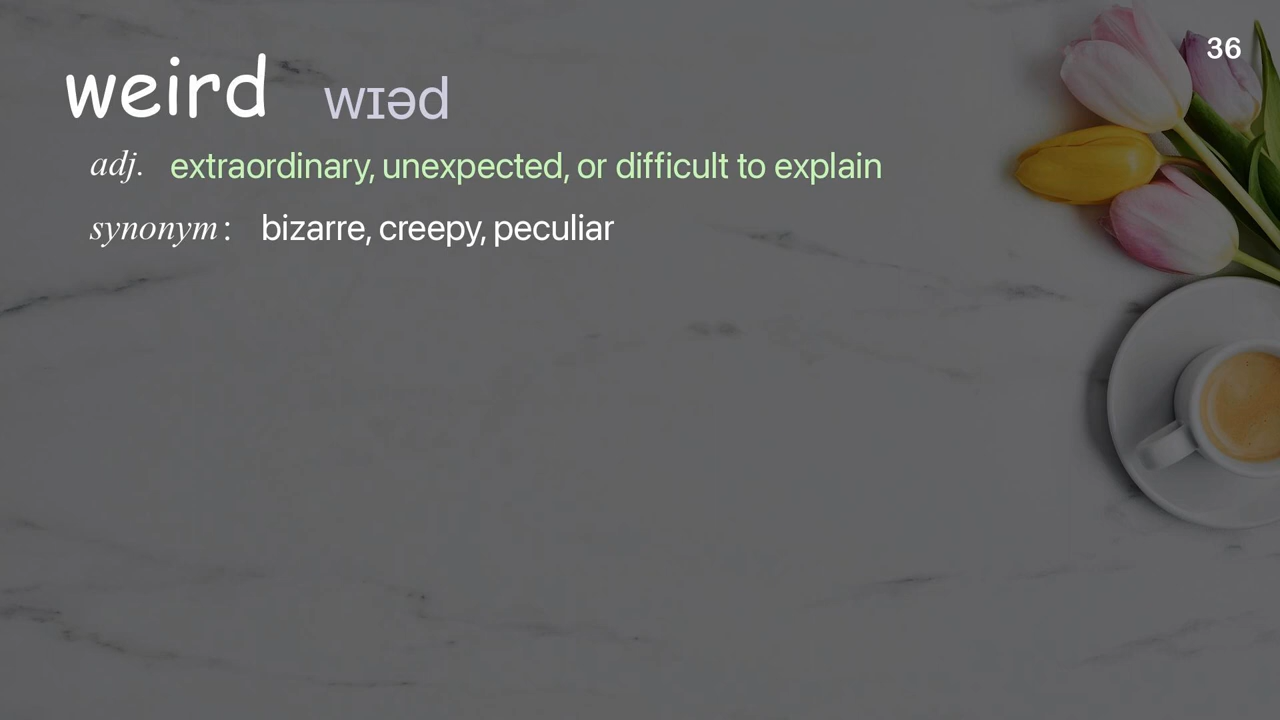 36
weird wɪəd
adj. extraordinary, unexpected, or difficult to explain
synonym: bizarre, creepy, peculiar